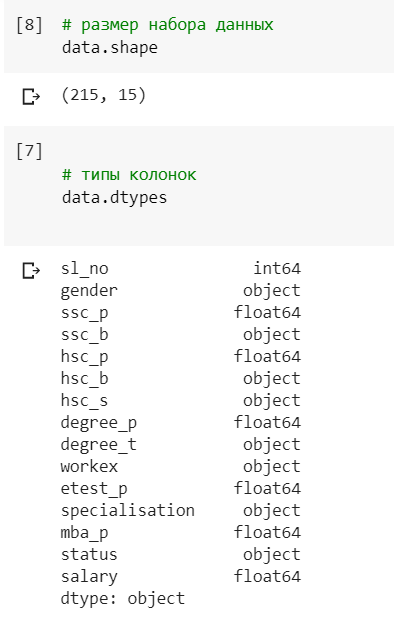 [8] # размер набора данных
data.shape
(215, 15)
[7]
# типы колонок
data.dtypes
sl_no int64
gender object
ssc_p float64
ssc_b object
hsc_p float64
hsc_b object
hsc_s object
degree_p float64
degree_t object
workex object
etest_p float64
specialisation object
mba_p float64
status object
salary float64
dtype: object